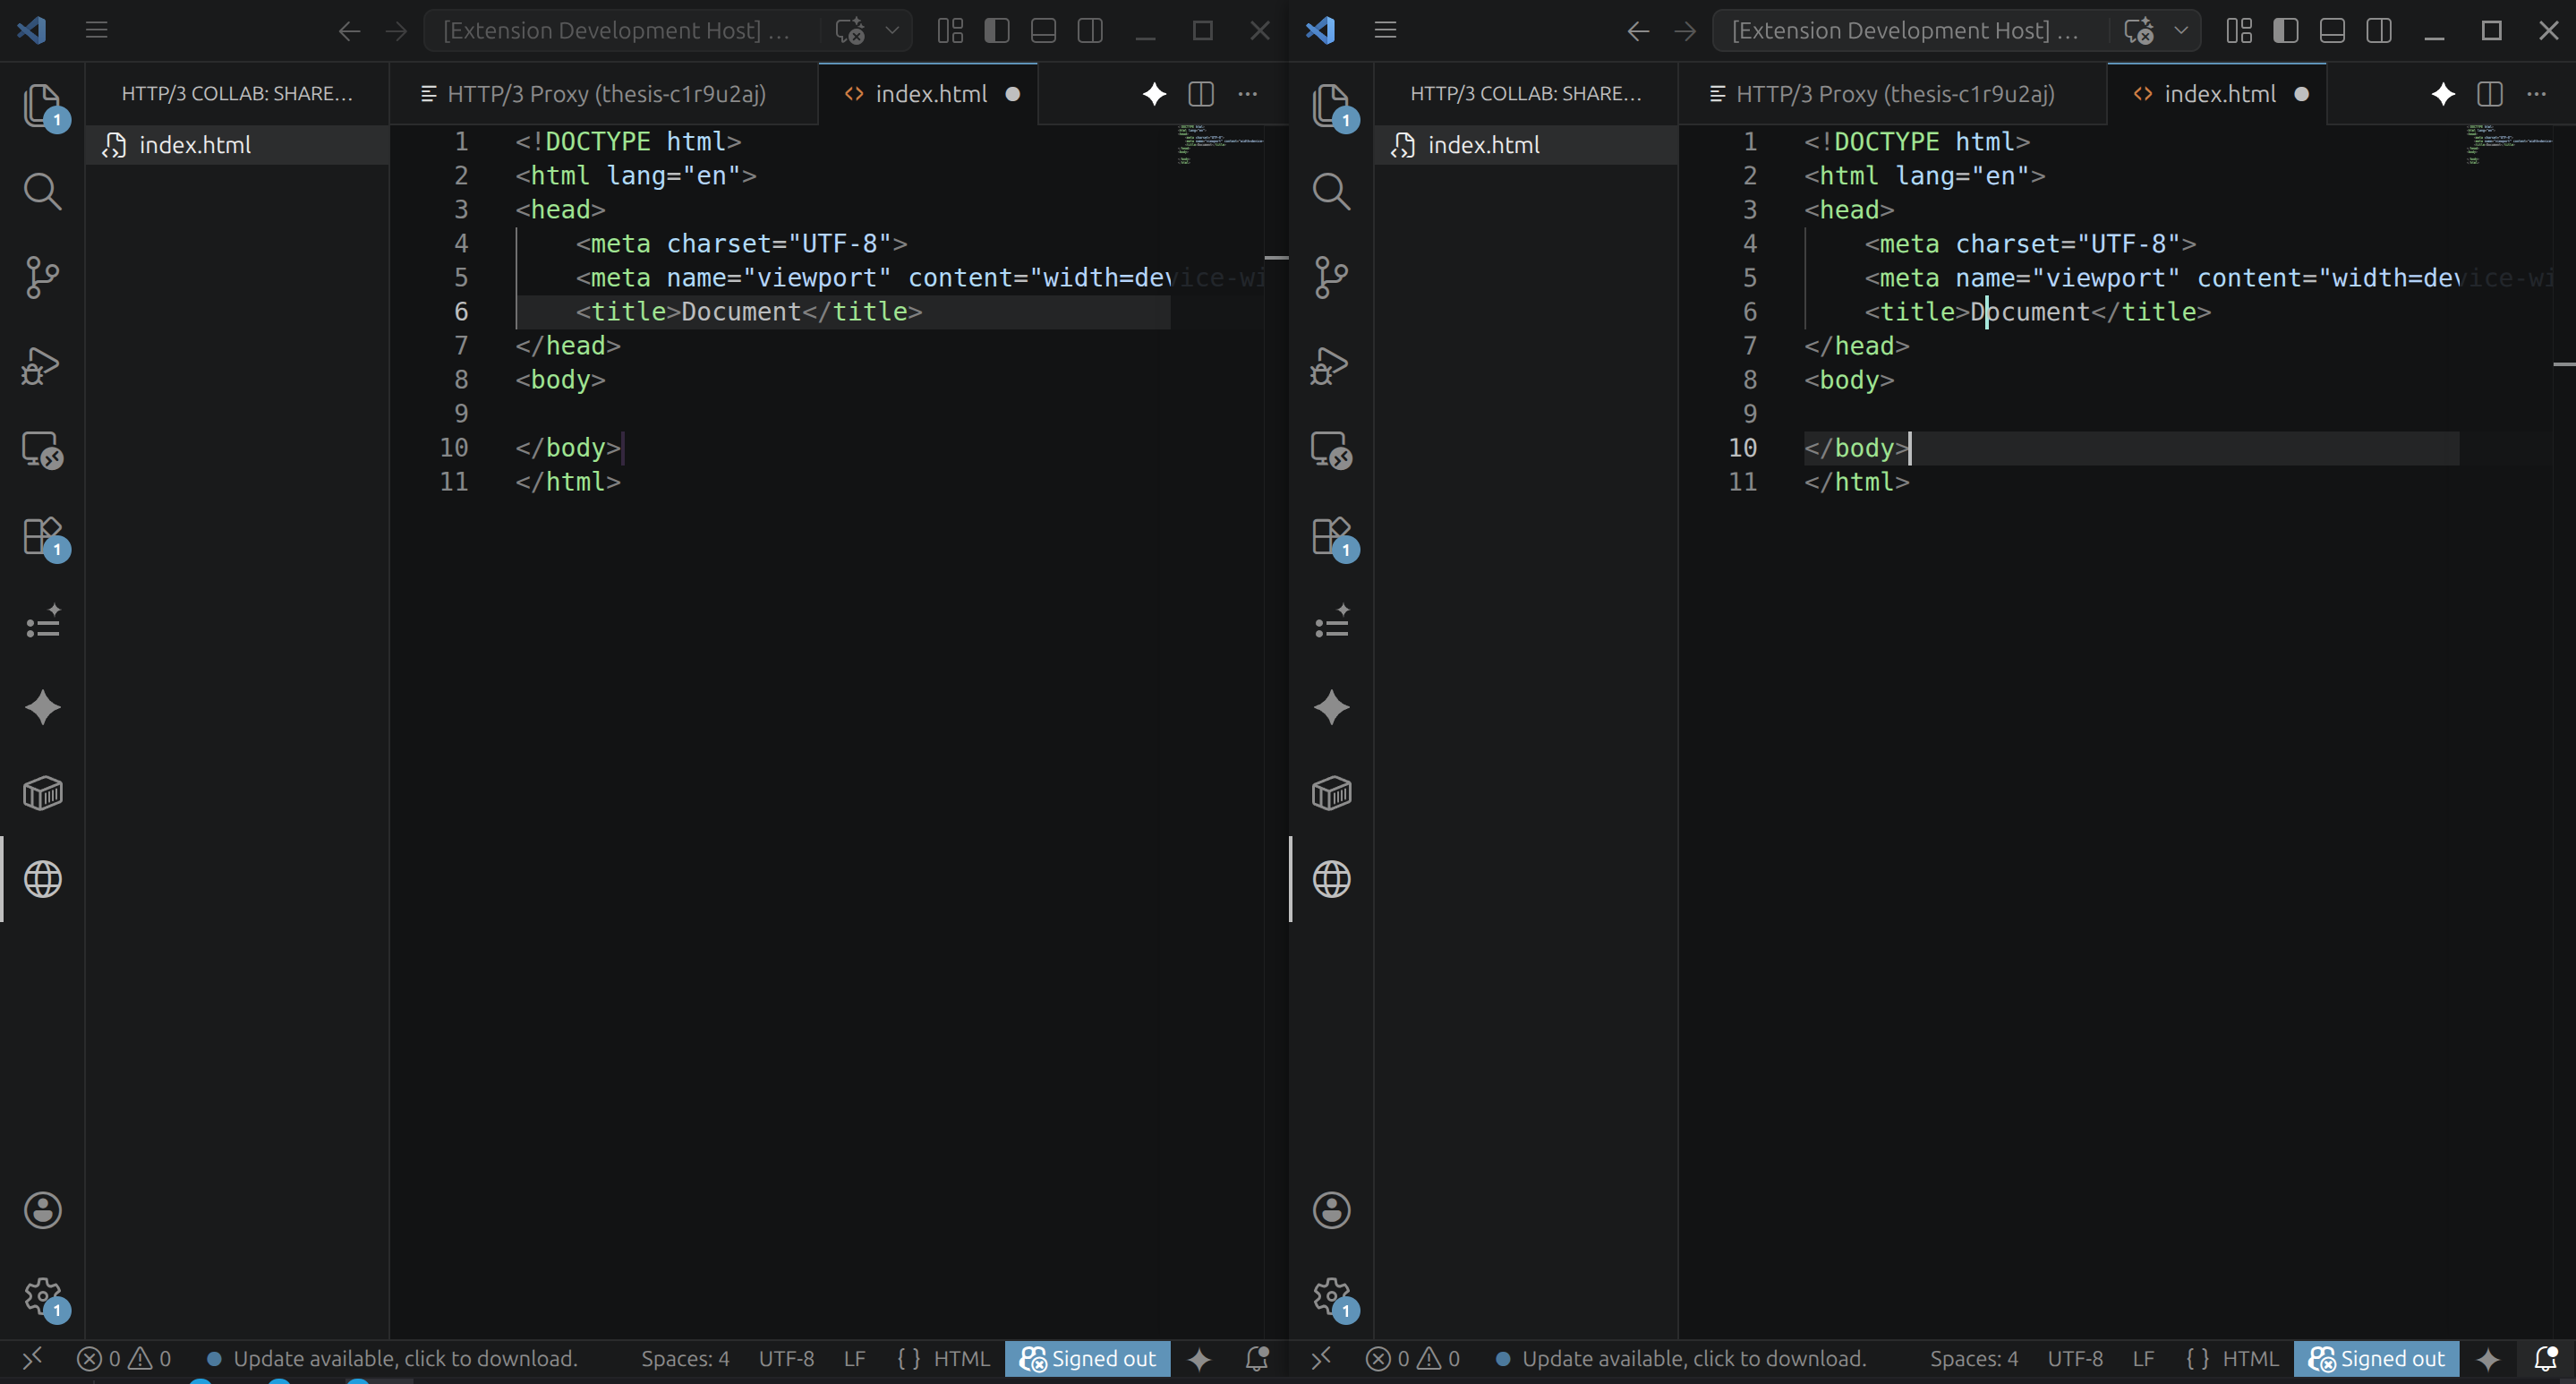 [Extension Development Host] ...
HTTP/3 COLLAB: SHARE...
HTTP/3 Proxy (thesis-c1r9u2aj)
index.html
index.html
1 <!DOCTYPE html>
2 <html lang="en">
3 <head>
4 <meta charset="UTF-8">
5 <meta name="viewport" content="width=device-wi
6 <title>Document</title>
7 </head>
8 <body>
9
10 </body>
11 </html>
1
1
1
0 0
Update available, click to download.
Spaces: 4
UTF-8
LF
{ } HTML
Signed out
[Extension Development Host] ...
HTTP/3 COLLAB: SHARE...
HTTP/3 Proxy (thesis-c1r9u2aj)
index.html
index.html
1 <!DOCTYPE html>
2 <html lang="en">
3 <head>
4 <meta charset="UTF-8">
5 <meta name="viewport" content="width=device-wi
6 <title>Document</title>
7 </head>
8 <body>
9
10 </body>
11 </html>
1
1
1
0 0
Update available, click to download.
Spaces: 4
UTF-8
LF
{ } HTML
Signed out